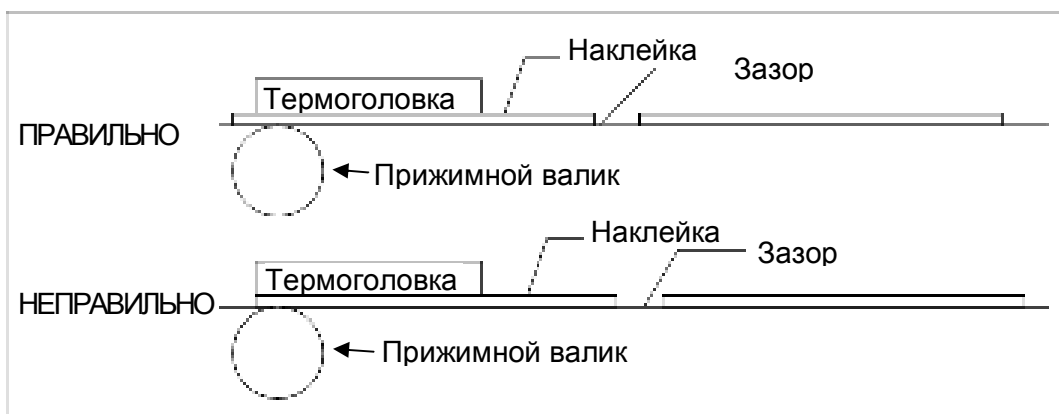 Наклейка
Зазор
Термоголовка
ПРАВИЛЬНО
Прижимной валик
Наклейка
Зазор
Термоголовка
НЕПРАВИЛЬНО
Прижимной валик